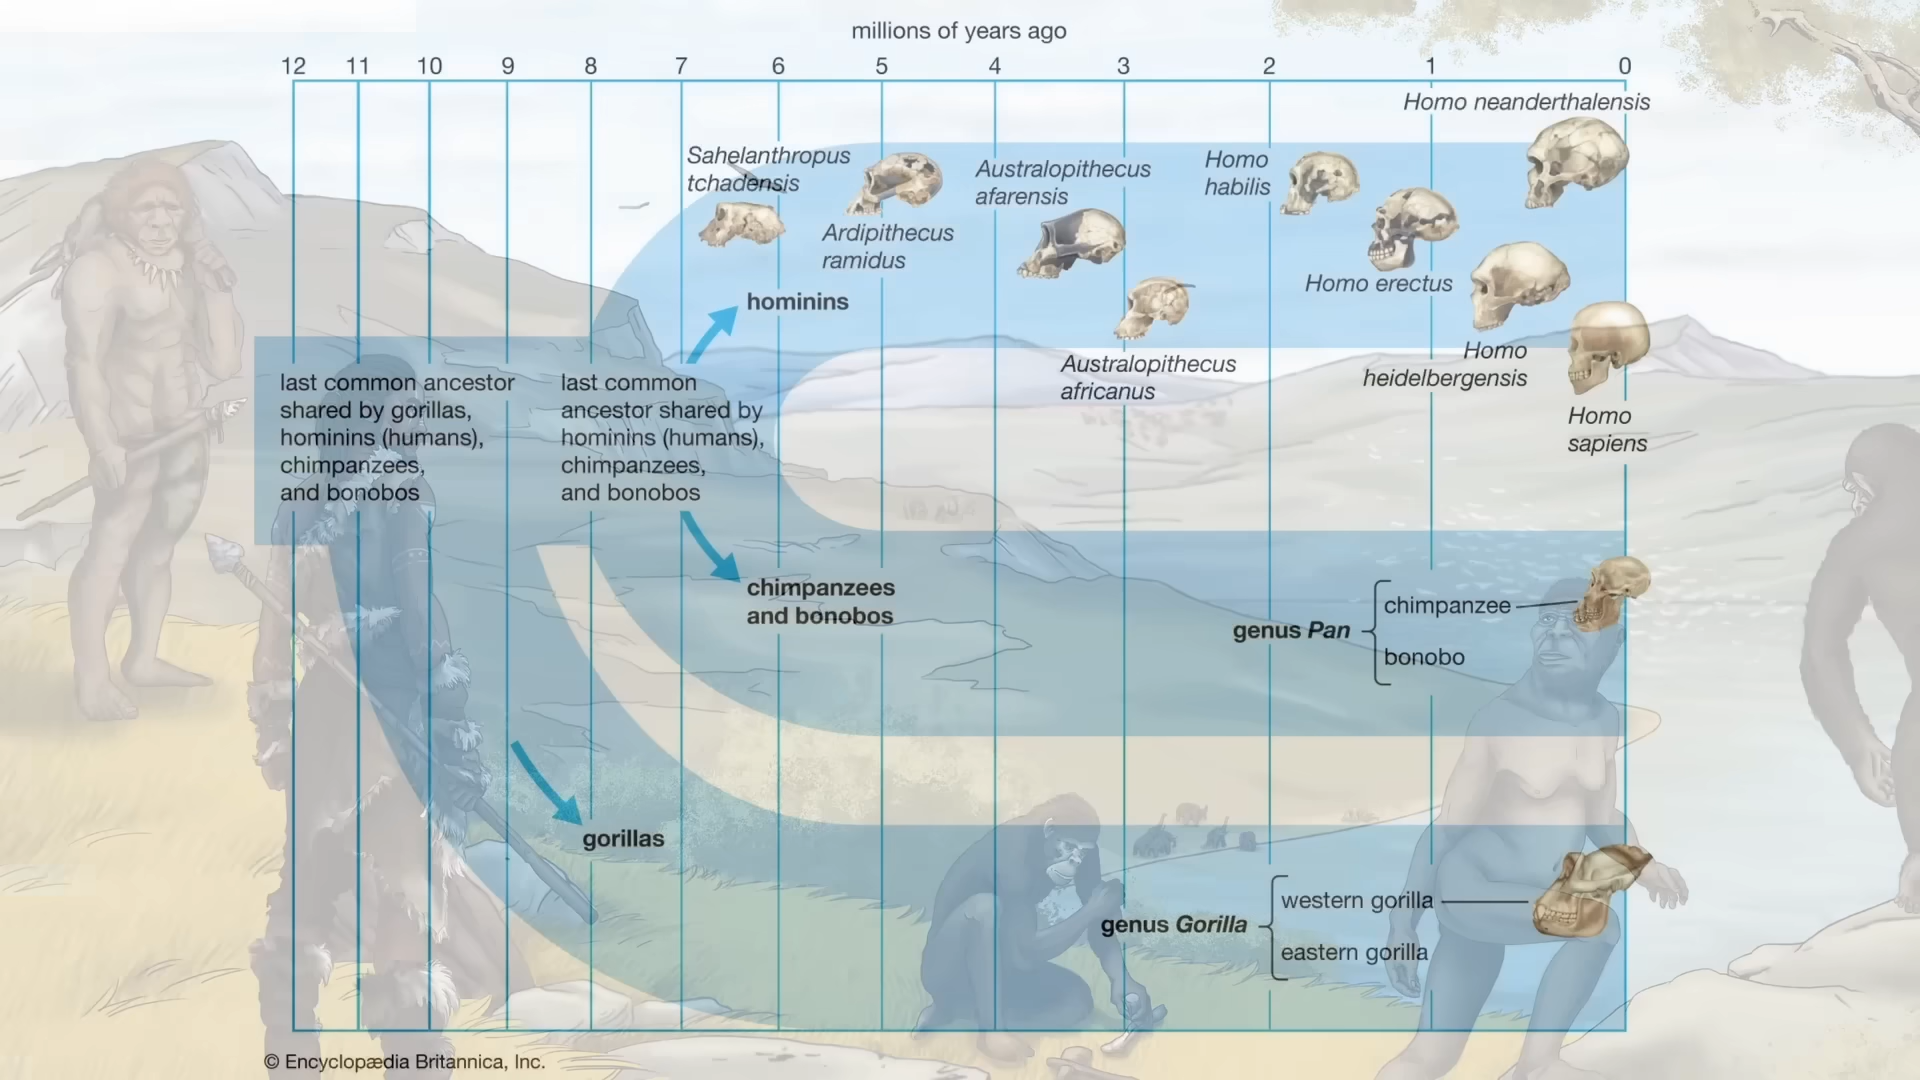 millions of years ago
12 11 10 9 8 7 6 5 4 3 2 1 0
Homo neanderthalensis
Sahelanthropus
tchadensis
Ardipithecus
ramidus
Australopithecus
afarensis
Homo
habilis
Homo erectus
hominins
Australopithecus
africanus
Homo
heidelbergensis
Homo
sapiens
last common ancestor
shared by gorillas,
hominins (humans),
chimpanzees,
and bonobos
last common
ancestor shared by
hominins (humans),
chimpanzees,
and bonobos
chimpanzees
and bonobos
genus Pan
chimpanzee
bonobo
gorillas
genus Gorilla
western gorilla
eastern gorilla
© Encyclopædia Britannica, Inc.